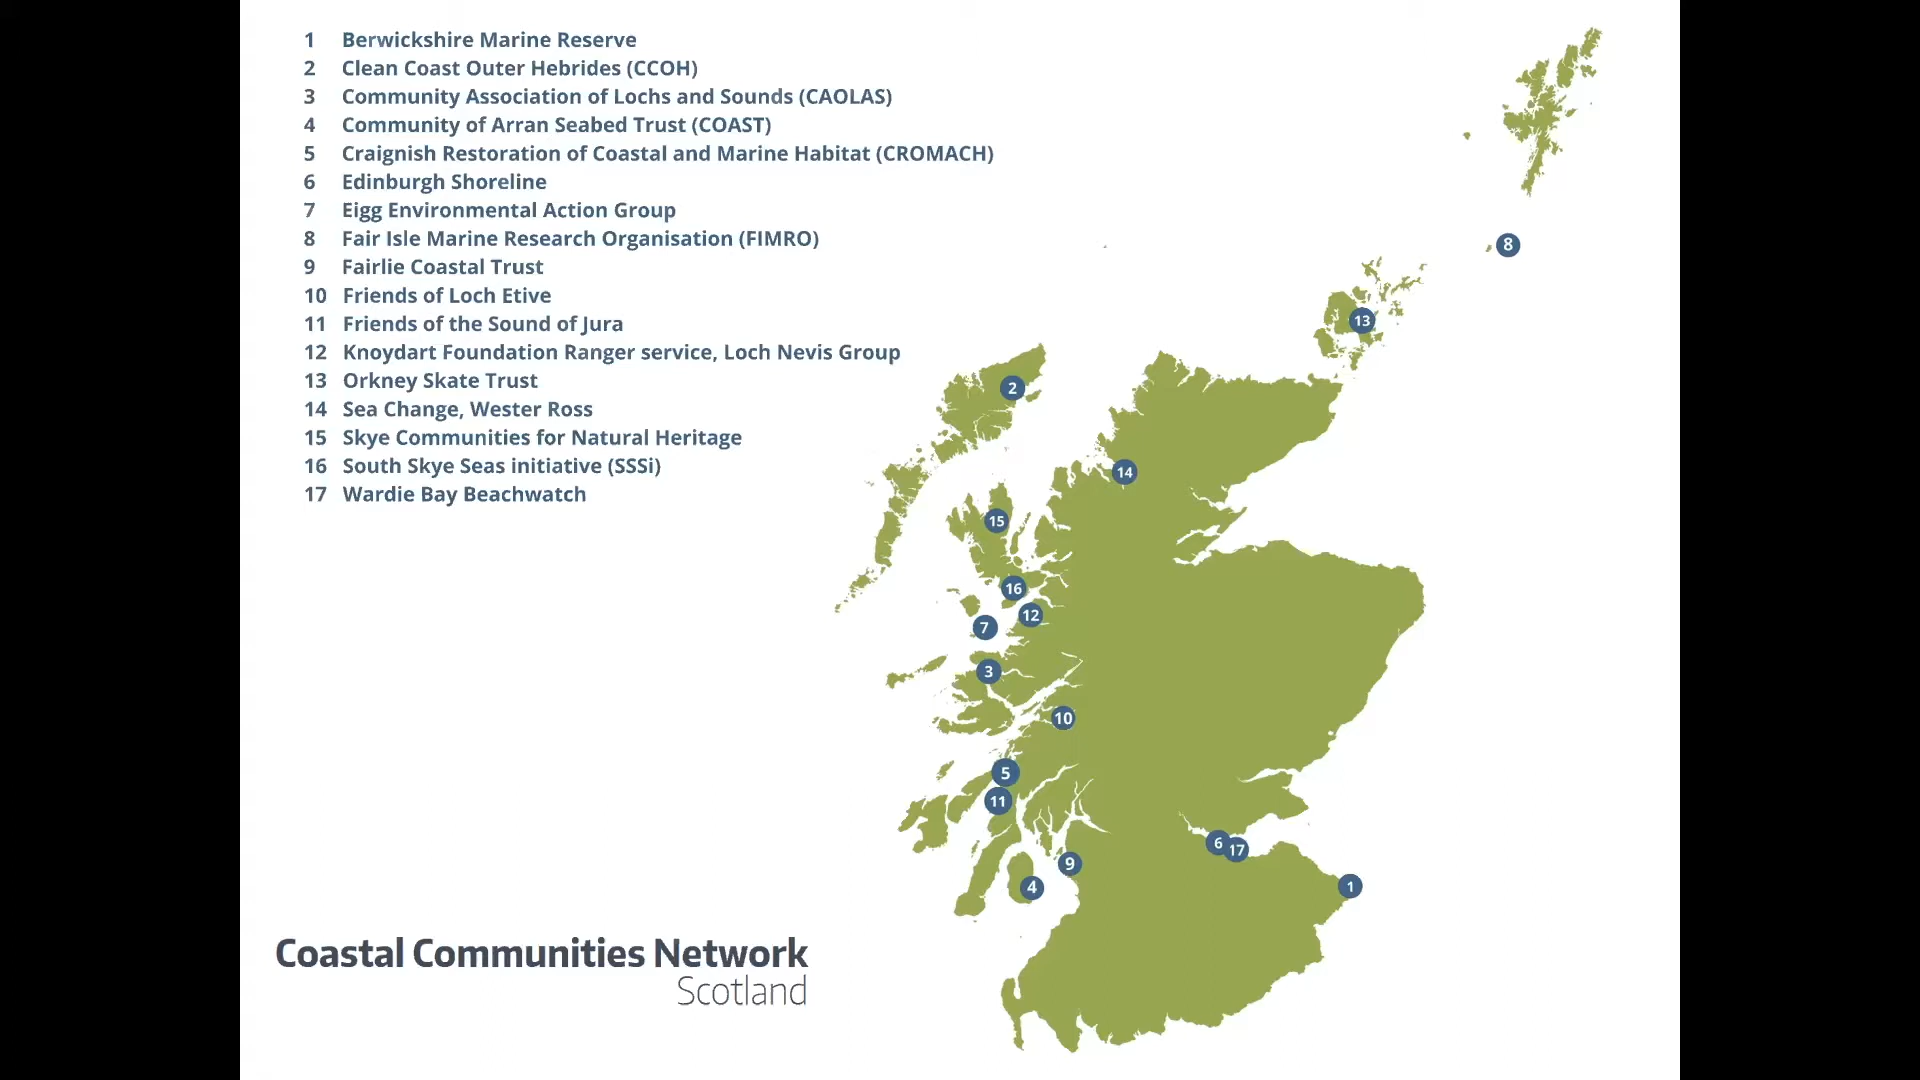 1 Berwickshire Marine Reserve
2 Clean Coast Outer Hebrides (CCOH)
3 Community Association of Lochs and Sounds (CAOLAS)
4 Community of Arran Seabed Trust (COAST)
5 Craignish Restoration of Coastal and Marine Habitat (CROMACH)
6 Edinburgh Shoreline
7 Eigg Environmental Action Group
8 Fair Isle Marine Research Organisation (FIMRO)
9 Fairlie Coastal Trust
10 Friends of Loch Etive
11 Friends of the Sound of Jura
12 Knoydart Foundation Ranger service, Loch Nevis Group
13 Orkney Skate Trust
14 Sea Change, Wester Ross
15 Skye Communities for Natural Heritage
16 South Skye Seas initiative (SSSi)
17 Wardie Bay Beachwatch
8
13
2
14
15
16
12
7
3
10
5
11
6
17
9
4
1
Coastal Communities Network
Scotland